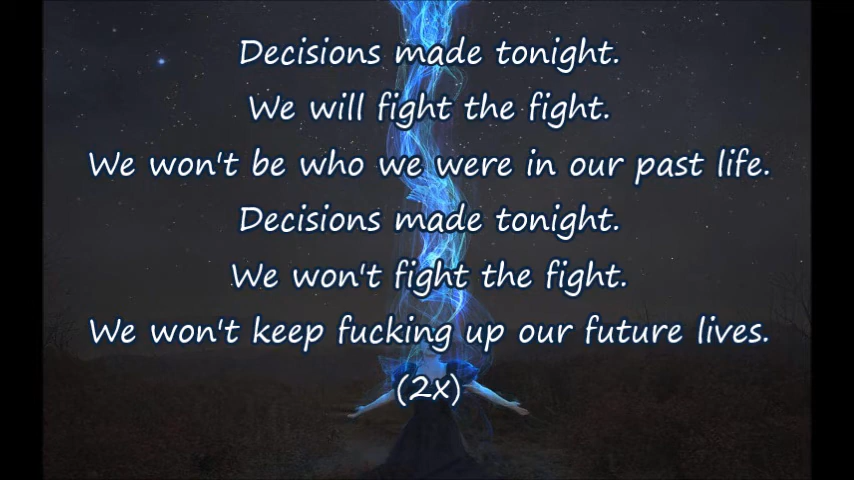 Decisions made tonight.
We will fight the fight.
We won't be who we were in our past life.
Decisions made tonight.
We won't fight the fight.
We won't keep fucking up our future lives.
(2x)